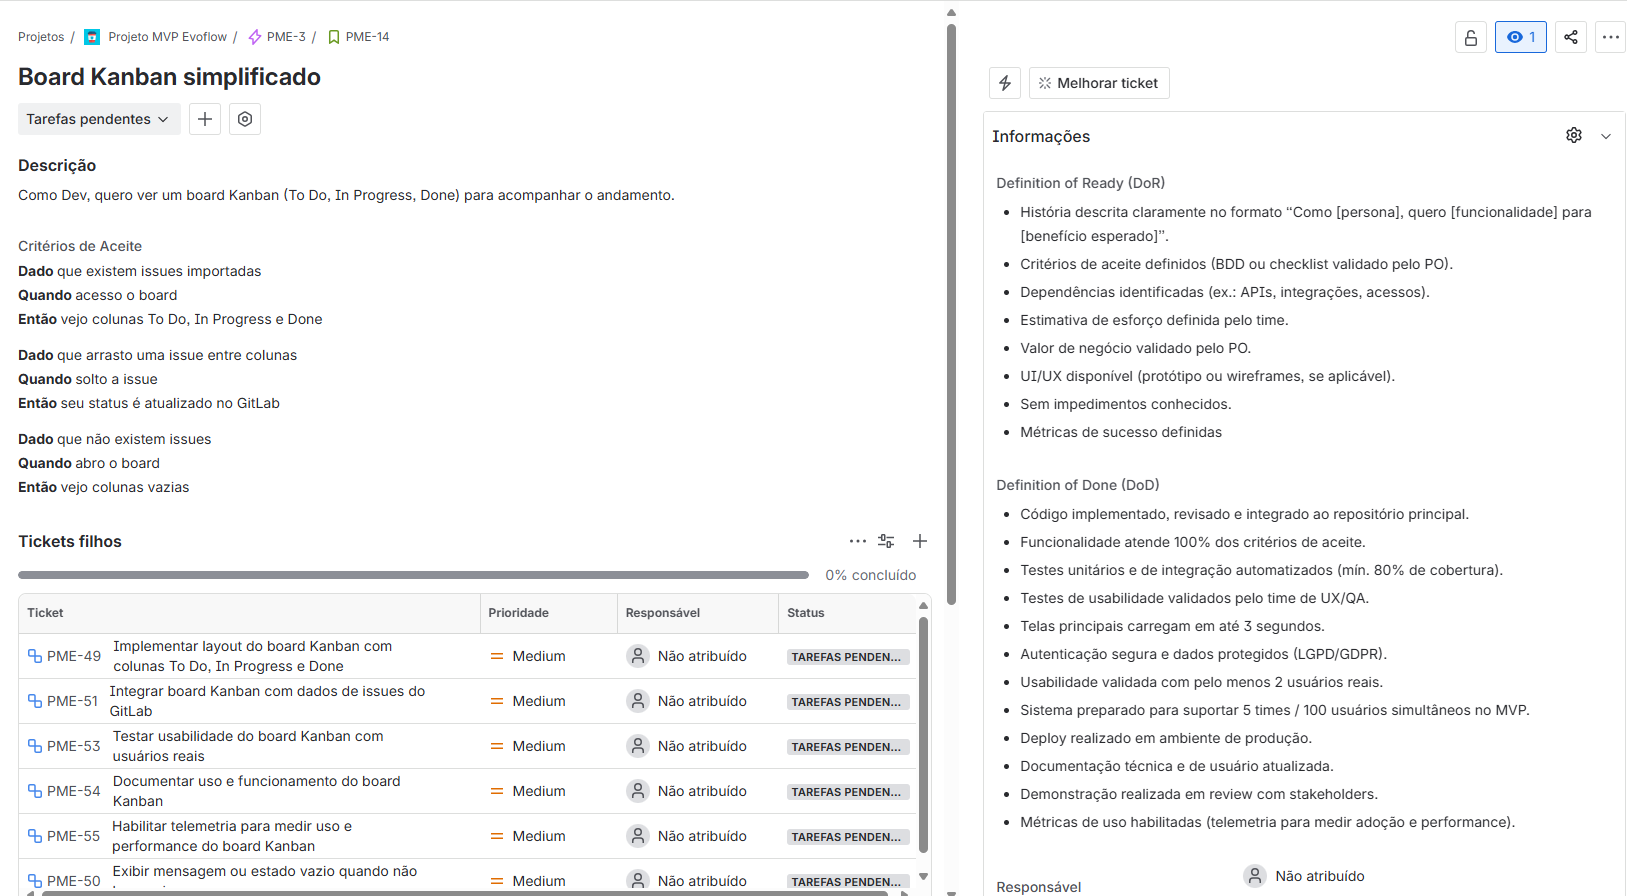 Projetos / Projeto MVP Evoflow / PME-3 / PME-14
Board Kanban simplificado
Tarefas pendentes
Descrição
Como Dev, quero ver um board Kanban (To Do, In Progress, Done) para acompanhar o andamento.
Critérios de Aceite
Dado que existem issues importadas
Quando acesso o board
Então vejo colunas To Do, In Progress e Done
Dado que arrasto uma issue entre colunas
Quando solto a issue
Então seu status é atualizado no GitLab
Dado que não existem issues
Quando abro o board
Então vejo colunas vazias
Tickets filhos
0% concluído
Ticket Prioridade Responsável Status
PME-49 Implementar layout do board Kanban com
colunas To Do, In Progress e Done
Medium Não atribuído TAREFAS PENDEN...
PME-51 Integrar board Kanban com dados de issues do
GitLab
Medium Não atribuído TAREFAS PENDEN...
PME-53 Testar usabilidade do board Kanban com
usuários reais
Medium Não atribuído TAREFAS PENDEN...
PME-54 Documentar uso e funcionamento do board
Kanban
Medium Não atribuído TAREFAS PENDEN...
PME-55 Habilitar telemetria para medir uso e
performance do board Kanban
Medium Não atribuído TAREFAS PENDEN...
PME-50 Exibir mensagem ou estado vazio quando não
Medium Não atribuído TAREFAS PENDEN...
1
Melhorar ticket
Informações
Definition of Ready (DoR)
• História descrita claramente no formato “Como [persona], quero [funcionalidade] para
[benefício esperado]”.
• Critérios de aceite definidos (BDD ou checklist validado pelo PO).
• Dependências identificadas (ex.: APIs, integrações, acessos).
• Estimativa de esforço definida pelo time.
• Valor de negócio validado pelo PO.
• UI/UX disponível (protótipo ou wireframes, se aplicável).
• Sem impedimentos conhecidos.
• Métricas de sucesso definidas
Definition of Done (DoD)
• Código implementado, revisado e integrado ao repositório principal.
• Funcionalidade atende 100% dos critérios de aceite.
• Testes unitários e de integração automatizados (mín. 80% de cobertura).
• Testes de usabilidade validados pelo time de UX/QA.
• Telas principais carregam em até 3 segundos.
• Autenticação segura e dados protegidos (LGPD/GDPR).
• Usabilidade validada com pelo menos 2 usuários reais.
• Sistema preparado para suportar 5 times / 100 usuários simultâneos no MVP.
• Deploy realizado em ambiente de produção.
• Documentação técnica e de usuário atualizada.
• Demonstração realizada em review com stakeholders.
• Métricas de uso habilitadas (telemetria para medir adoção e performance).
Responsável Não atribuído